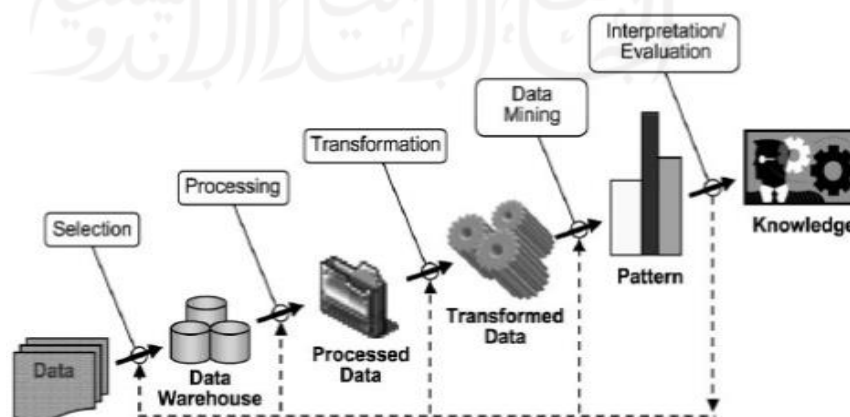 Interpretation/
Evaluation
Data
Mining
Transformation
Processing
Selection
Knowledge
Pattern
Transformed
Data
Processed
Data
Data
Warehouse
Data